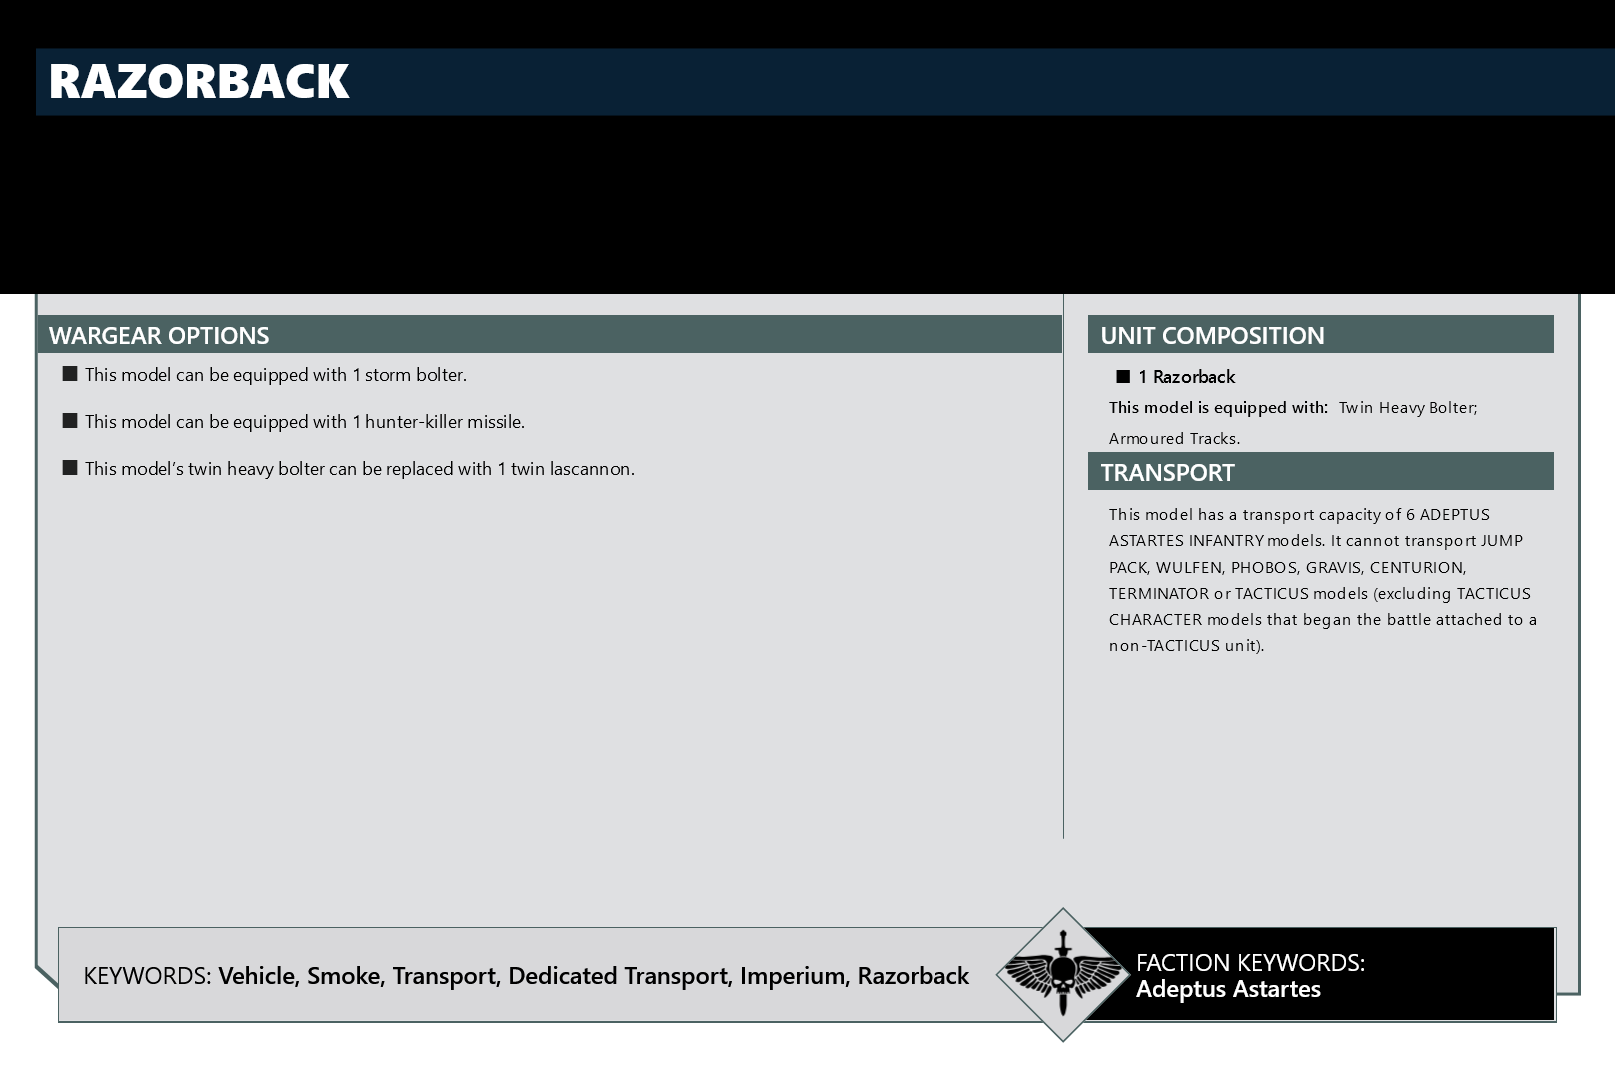 RAZORBACK
WARGEAR OPTIONS
■ This model can be equipped with 1 storm bolter.
■ This model can be equipped with 1 hunter-killer missile.
■ This model’s twin heavy bolter can be replaced with 1 twin lascannon.
UNIT COMPOSITION
■ 1 Razorback
This model is equipped with: Twin Heavy Bolter;
Armoured Tracks.
TRANSPORT
This model has a transport capacity of 6 ADEPTUS
ASTARTES INFANTRY models. It cannot transport JUMP
PACK, WULFEN, PHOBOS, GRAVIS, CENTURION,
TERMINATOR or TACTICUS models (excluding TACTICUS
CHARACTER models that began the battle attached to a
non-TACTICUS unit).
KEYWORDS: Vehicle, Smoke, Transport, Dedicated Transport, Imperium, Razorback
FACTION KEYWORDS:
Adeptus Astartes